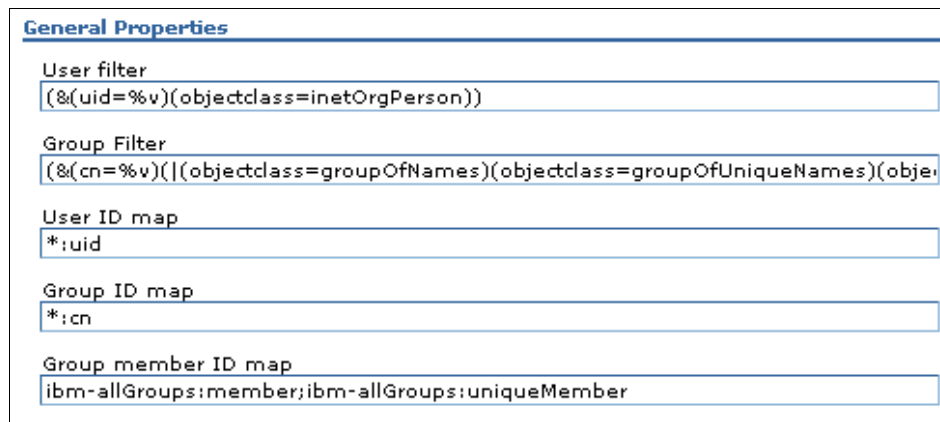 General Properties
User filter
(&(uid=%v)(objectclass=inetOrgPerson))
Group Filter
(&(cn=%v)(|(objectclass=groupOfNames)(objectclass=groupOfUniqueNames)(obje
User ID map
*:uid
Group ID map
*:cn
Group member ID map
ibm-allGroups:member;ibm-allGroups:uniqueMember